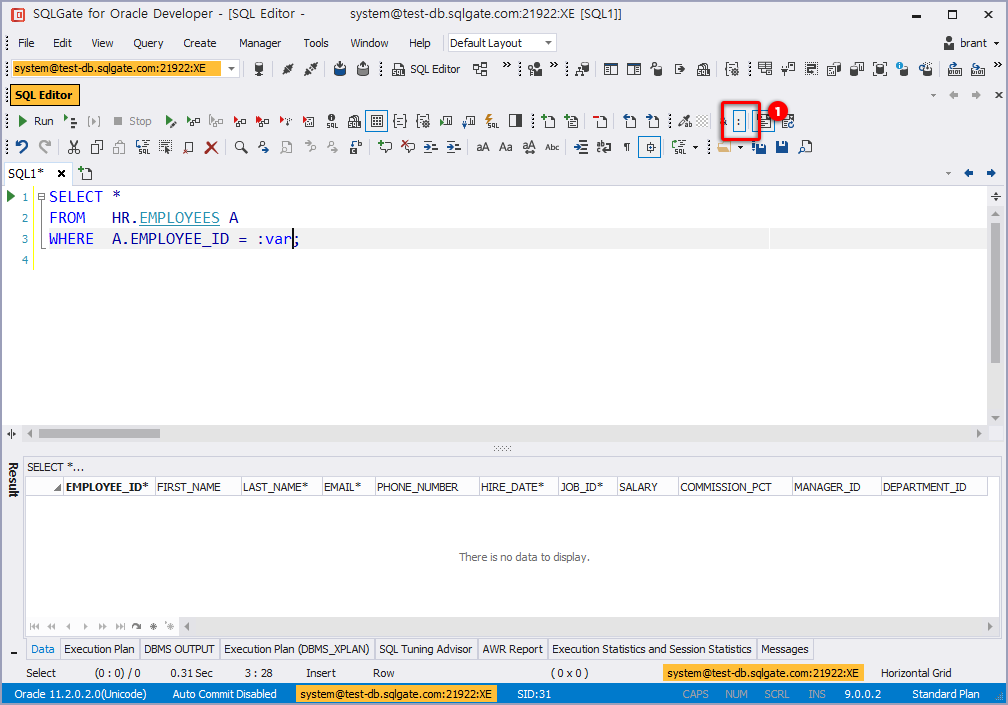 SQLGate for Oracle Developer - [SQL Editor - system@test-db.sqlgate.com:21922:XE [SQL1]]
File Edit View Query Create Manager Tools Window Help Default Layout brant
system@test-db.sqlgate.com:21922:XE SQL Editor
SQL Editor
Run Stop : 1
SQL1*
1 SELECT *
2 FROM HR.EMPLOYEES A
3 WHERE A.EMPLOYEE_ID = :var;
4
Result
SELECT *...
EMPLOYEE_ID* FIRST_NAME LAST_NAME* EMAIL* PHONE_NUMBER HIRE_DATE* JOB_ID* SALARY COMMISSION_PCT MANAGER_ID DEPARTMENT_ID
There is no data to display.
Data Execution Plan DBMS OUTPUT Execution Plan (DBMS_XPLAN) SQL Tuning Advisor AWR Report Execution Statistics and Session Statistics Messages
Select (0 : 0) / 0 0.31 Sec 3 : 28 Insert Row ( 0 x 0 ) system@test-db.sqlgate.com:21922:XE Horizontal Grid
Oracle 11.2.0.2.0(Unicode) Auto Commit Disabled system@test-db.sqlgate.com:21922:XE SID:31 CAPS NUM SCRL INS 9.0.0.2 Standard Plan